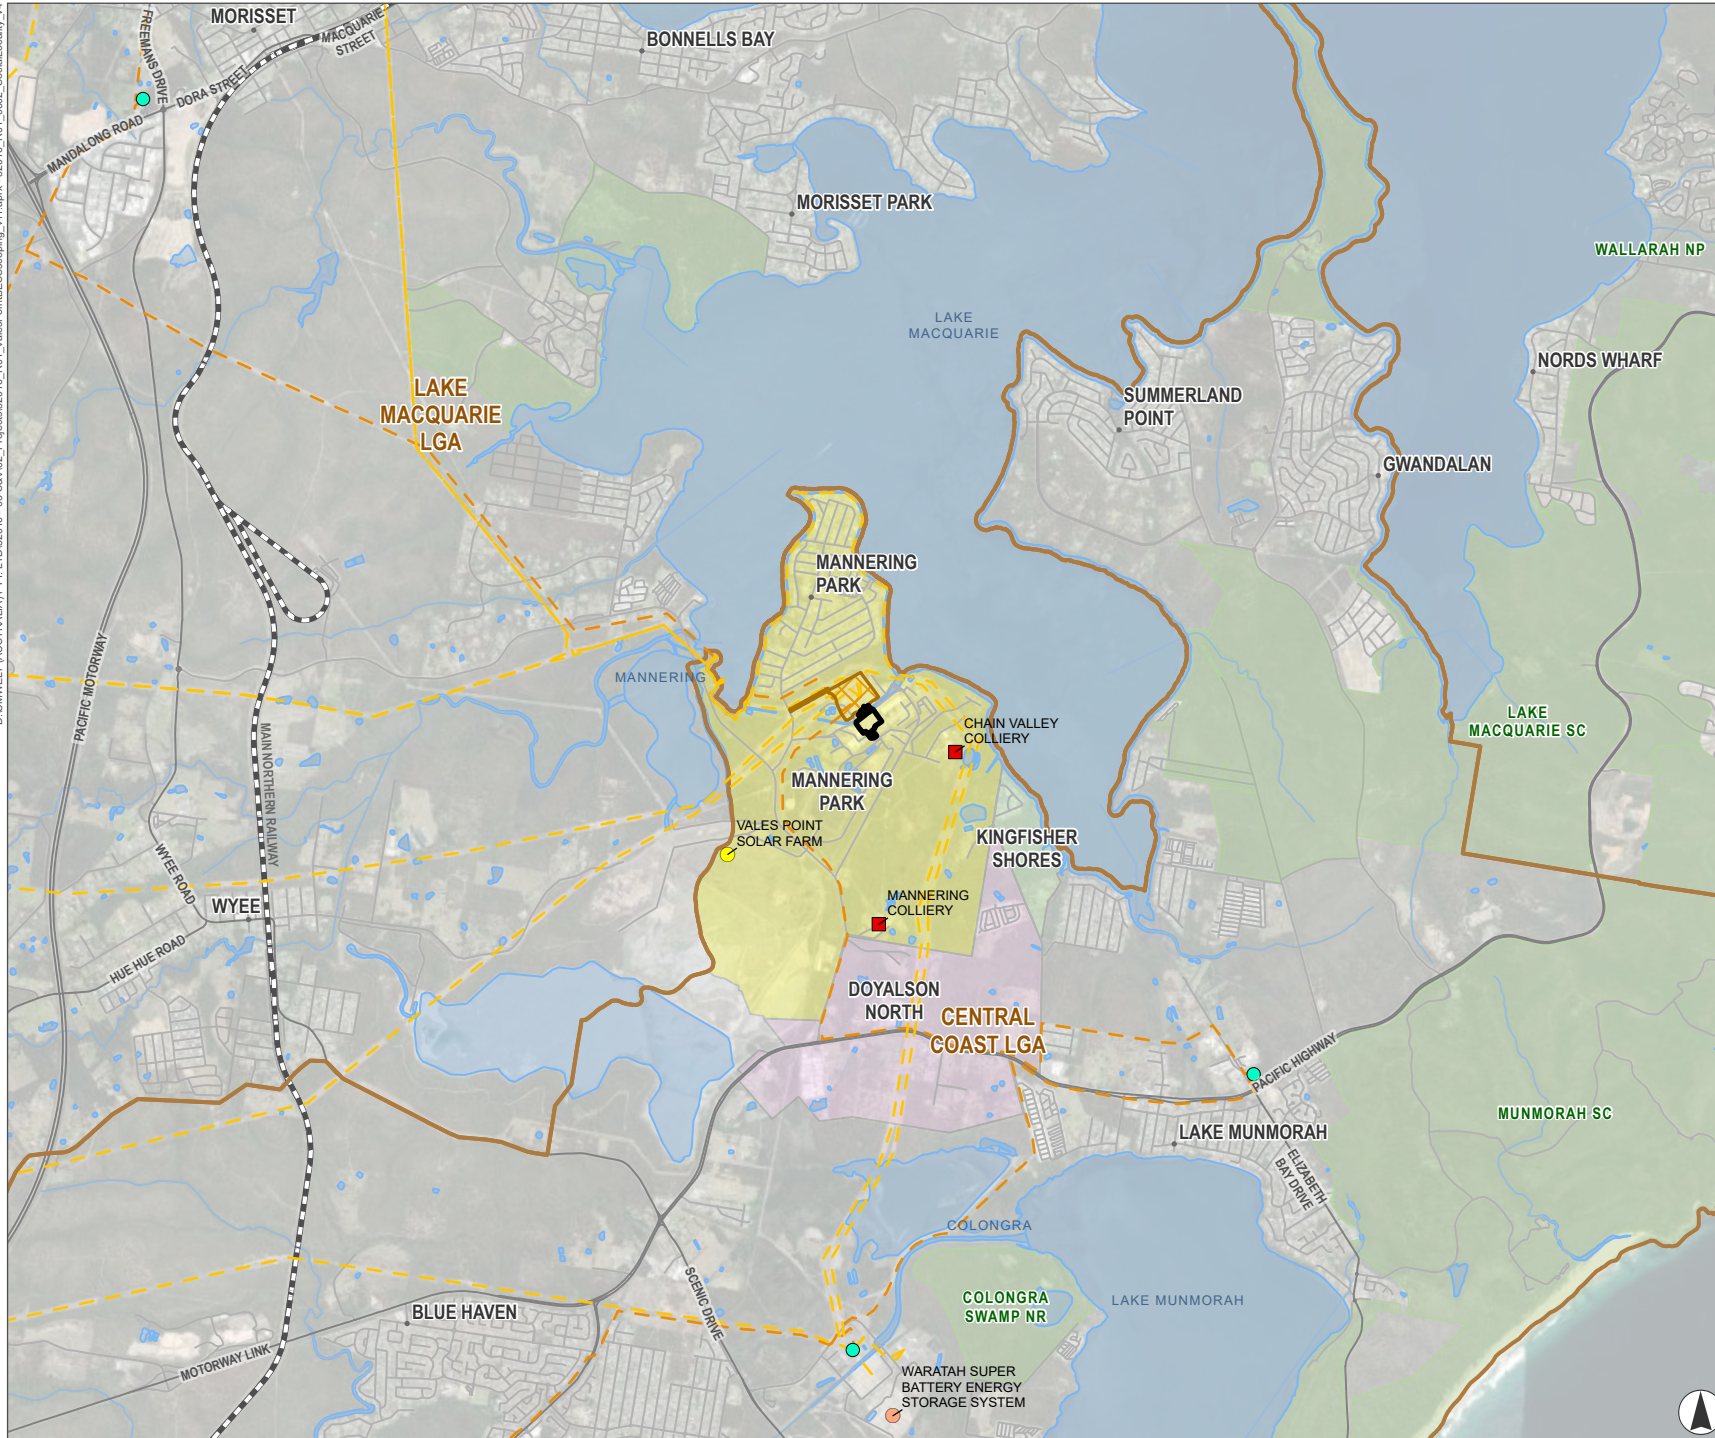 MORISSET
FREEMANS DRIVE
MACQUARIE
STREET
BONNELLS BAY
DORA STREET
MANDALONG ROAD
MORISSET PARK
WALLARAH NP
LAKE
MACQUARIE
NORDS WHARF
LAKE
MACQUARIE
LGA
SUMMERLAND
POINT
GWANDALAN
MANNERING
PARK
PACIFIC MOTORWAY
MANNERING
CHAIN VALLEY
COLLIERY
LAKE
MACQUARIE SC
MAIN NORTHERN RAILWAY
MANNERING
PARK
VALES POINT
SOLAR FARM
KINGFISHER
SHORES
WYEE ROAD
WYEE
MANNERING
COLLIERY
HUE HUE ROAD
DOYALSON
NORTH
CENTRAL
COAST LGA
PACIFIC HIGHWAY
MUNMORAH SC
LAKE MUNMORAH
ELIZABETH
BAY DRIVE
COLONGRA
SCENIC DRIVE
COLONGRA
SWAMP NR
LAKE MUNMORAH
BLUE HAVEN
MOTORWAY LINK
WARATAH SUPER
BATTERY ENERGY
STORAGE SYSTEM